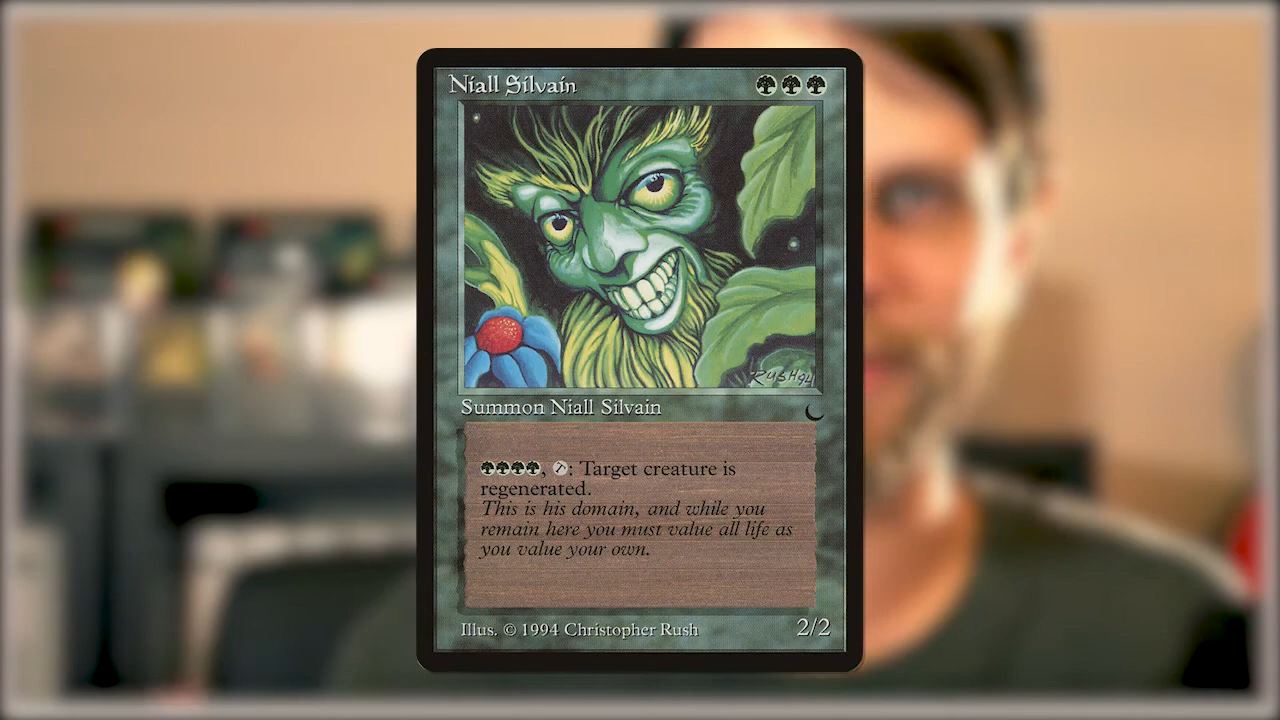 Niall Silvain
Summon Niall Silvain
, : Target creature is
regenerated.
This is his domain, and while you
remain here you must value all life as
you value your own.
RUSH94
Illus. © 1994 Christopher Rush
2/2